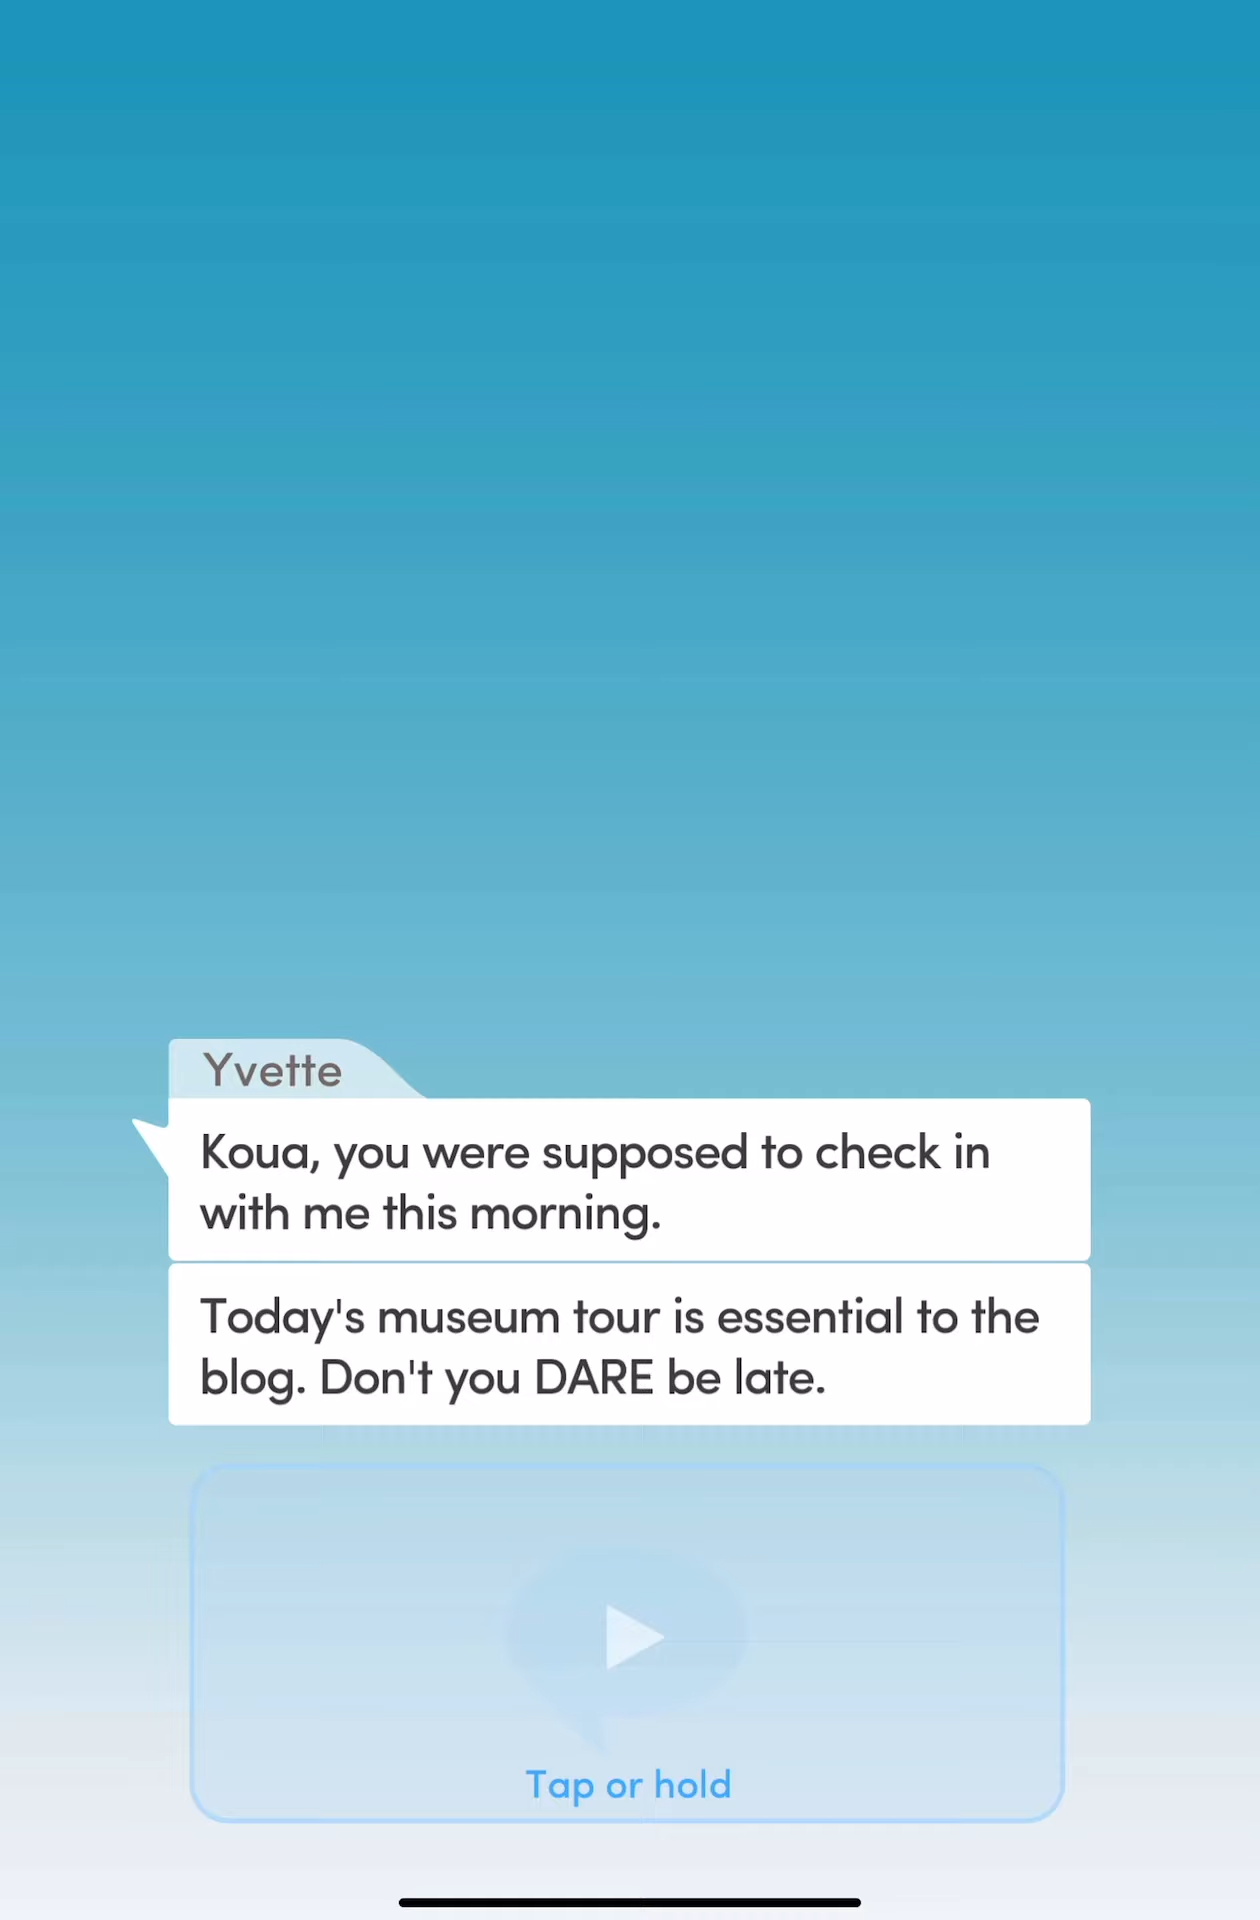 Yvette
Koua, you were supposed to check in
with me this morning.
Today's museum tour is essential to the
blog. Don't you DARE be late.
Tap or hold